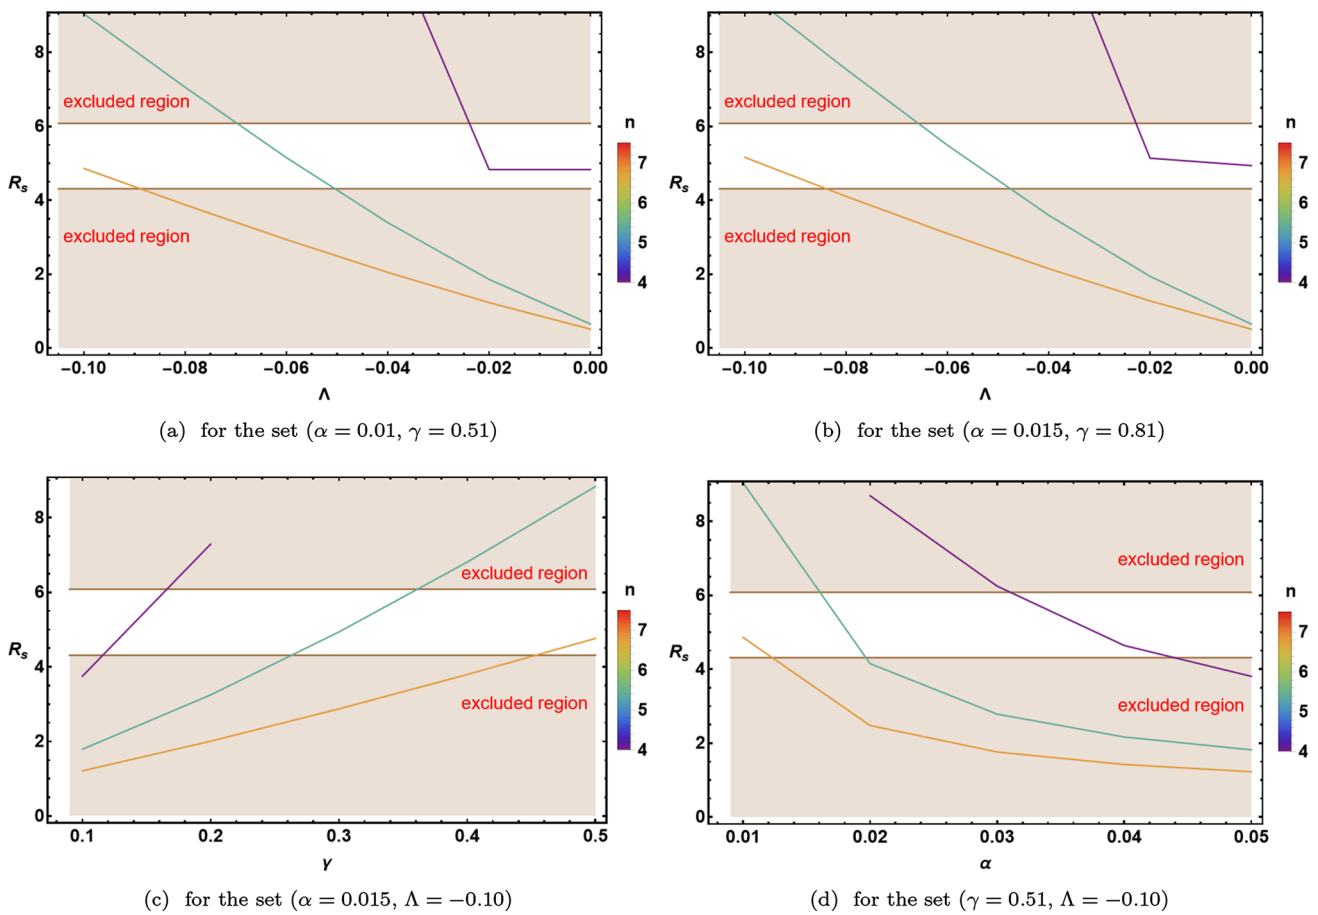 8
6
4
2
0
Rs
excluded region
excluded region
−0.10 −0.08 −0.06 −0.04 −0.02 0.00
Λ
n
7
6
5
4
(a) for the set (α = 0.01, γ = 0.51)
8
6
4
2
0
Rs
excluded region
excluded region
−0.10 −0.08 −0.06 −0.04 −0.02 0.00
Λ
n
7
6
5
4
(b) for the set (α = 0.015, γ = 0.81)
8
6
4
2
0
Rs
excluded region
excluded region
0.1 0.2 0.3 0.4 0.5
γ
n
7
6
5
4
(c) for the set (α = 0.015, Λ = −0.10)
8
6
4
2
0
Rs
excluded region
excluded region
0.01 0.02 0.03 0.04 0.05
α
n
7
6
5
4
(d) for the set (γ = 0.51, Λ = −0.10)